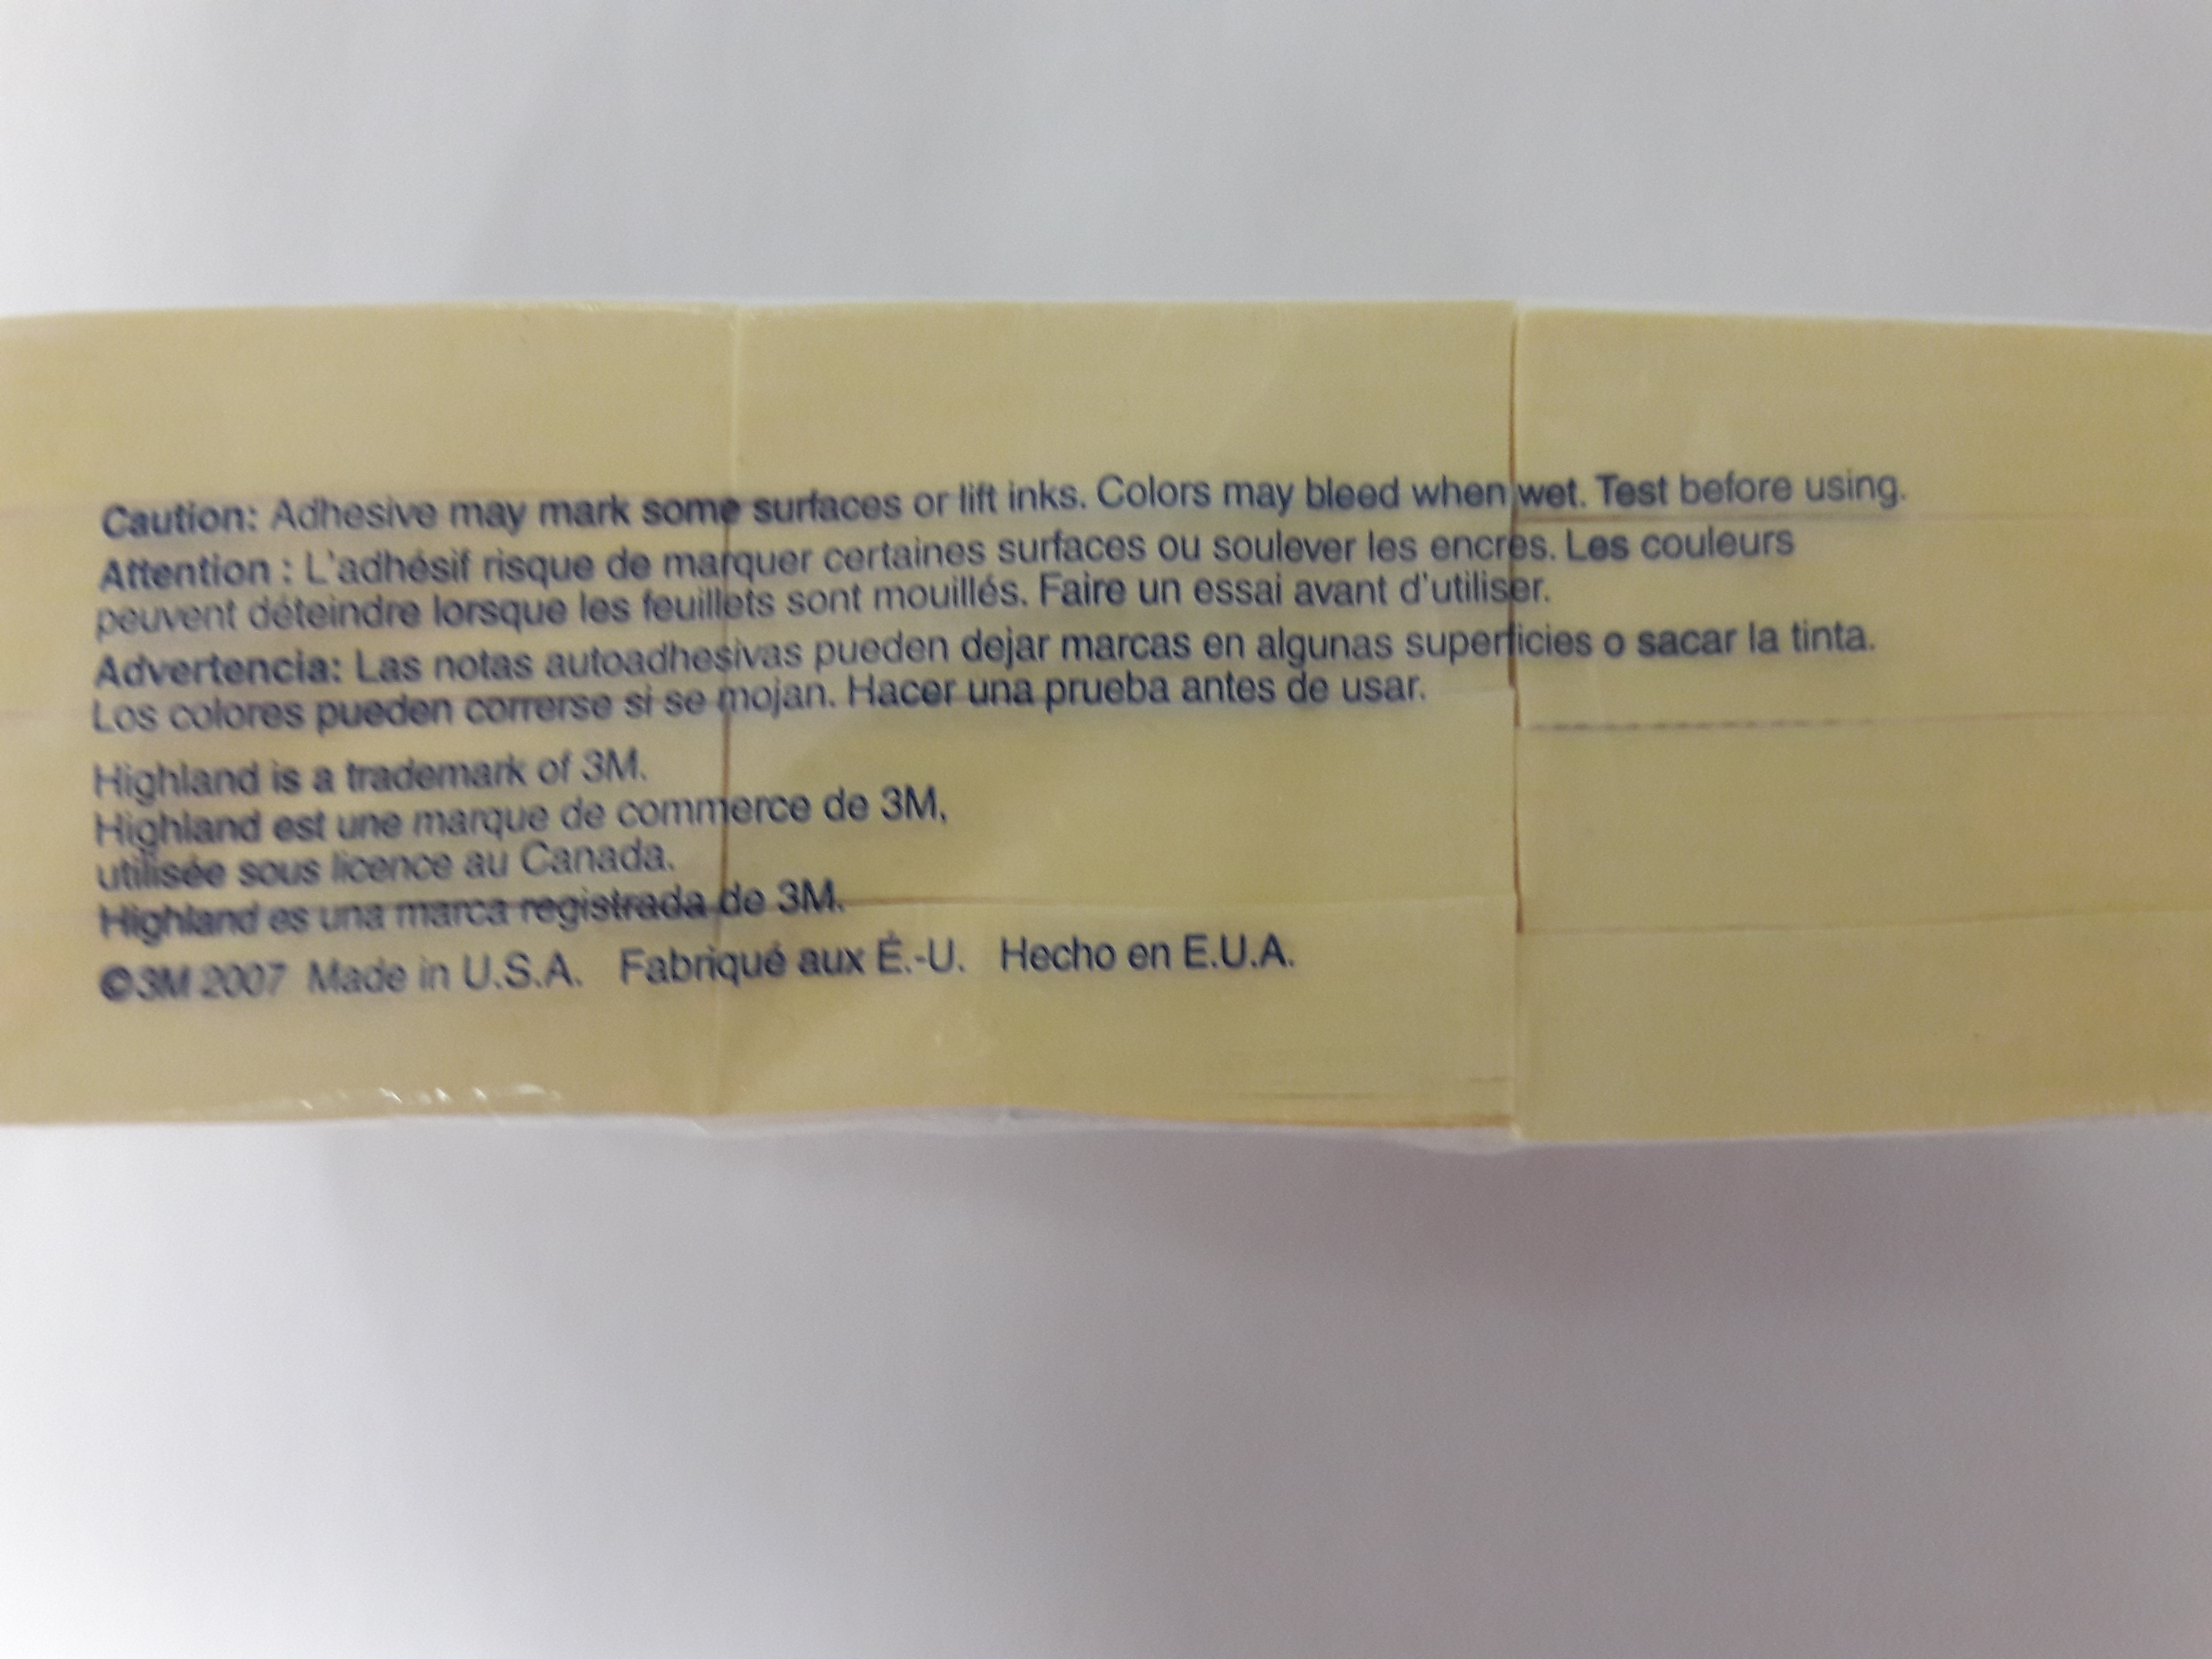 Caution: Adhesive may mark some surfaces or lift inks. Colors may bleed when wet. Test before using.
Attention : L'adhésif risque de marquer certaines surfaces ou soulever les encres. Les couleurs
peuvent déteindre lorsque les feuillets sont mouillés. Faire un essai avant d'utiliser.
Advertencia: Las notas autoadhesivas pueden dejar marcas en algunas superficies o sacar la tinta.
Los colores pueden correrse si se mojan. Hacer una prueba antes de usar.
Highland is a trademark of 3M.
Highland est une marque de commerce de 3M,
utilisée sous licence au Canada.
Highland es una marca registrada de 3M.
©3M 2007 Made in U.S.A. Fabriqué aux É.-U. Hecho en E.U.A.